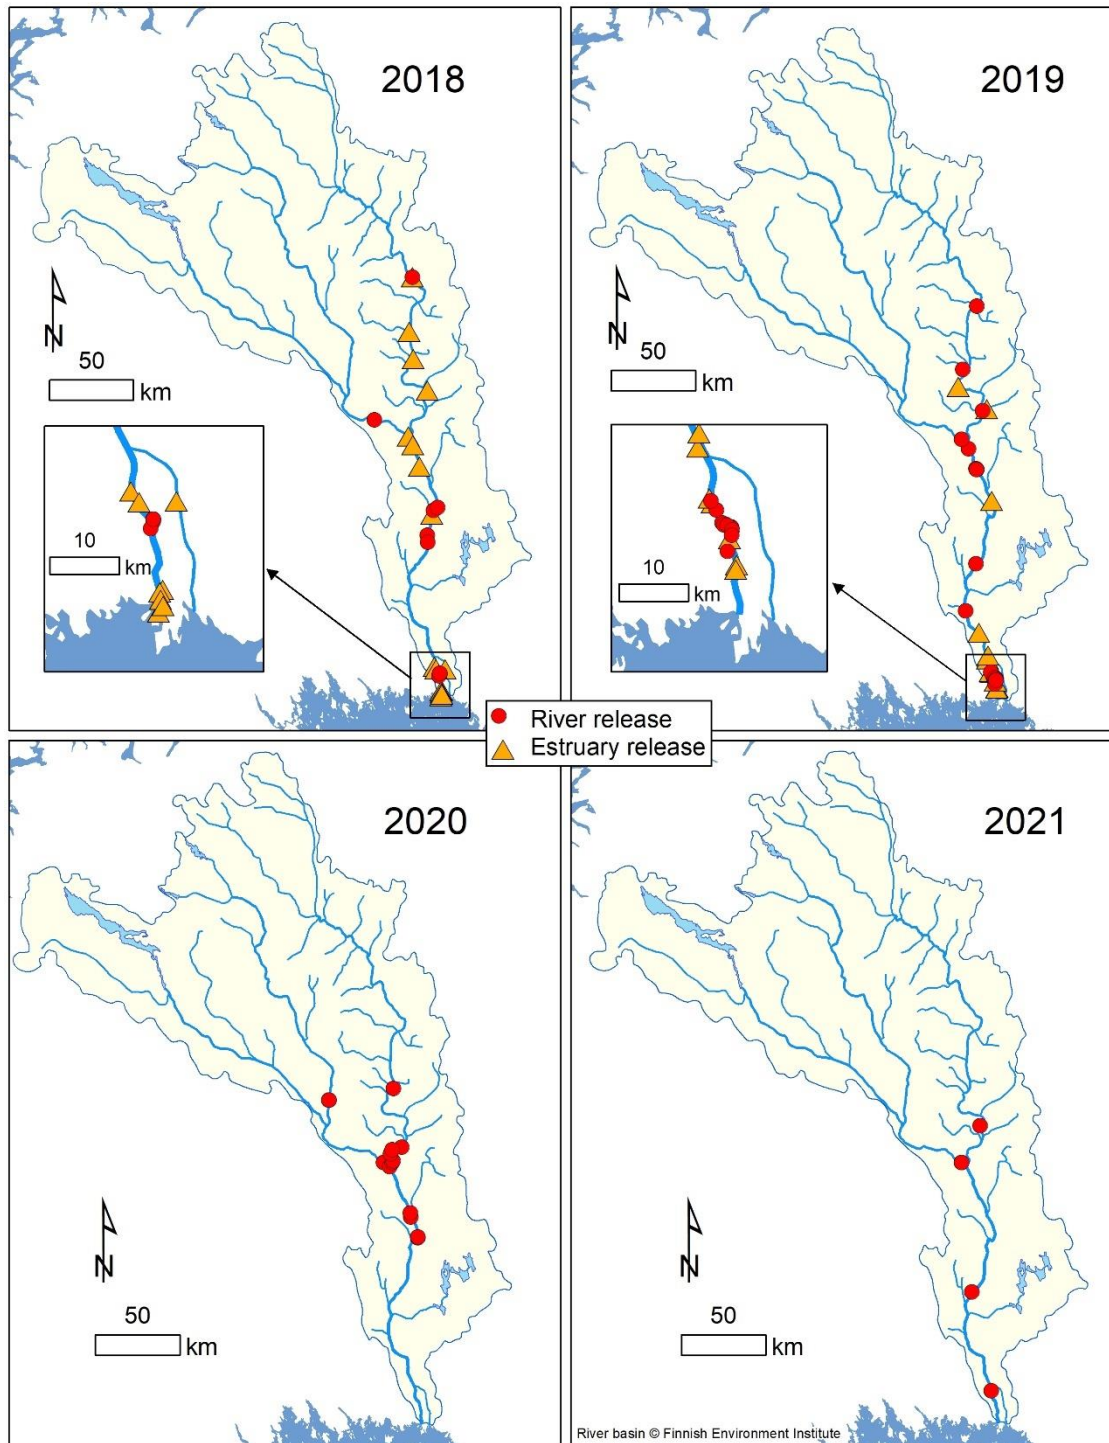 2018
2019
N
50
km
N
50
km
10
km
10
km
River release
Estruary release
2020
2021
N
50
km
N
50
km
River basin © Finnish Environment Institute